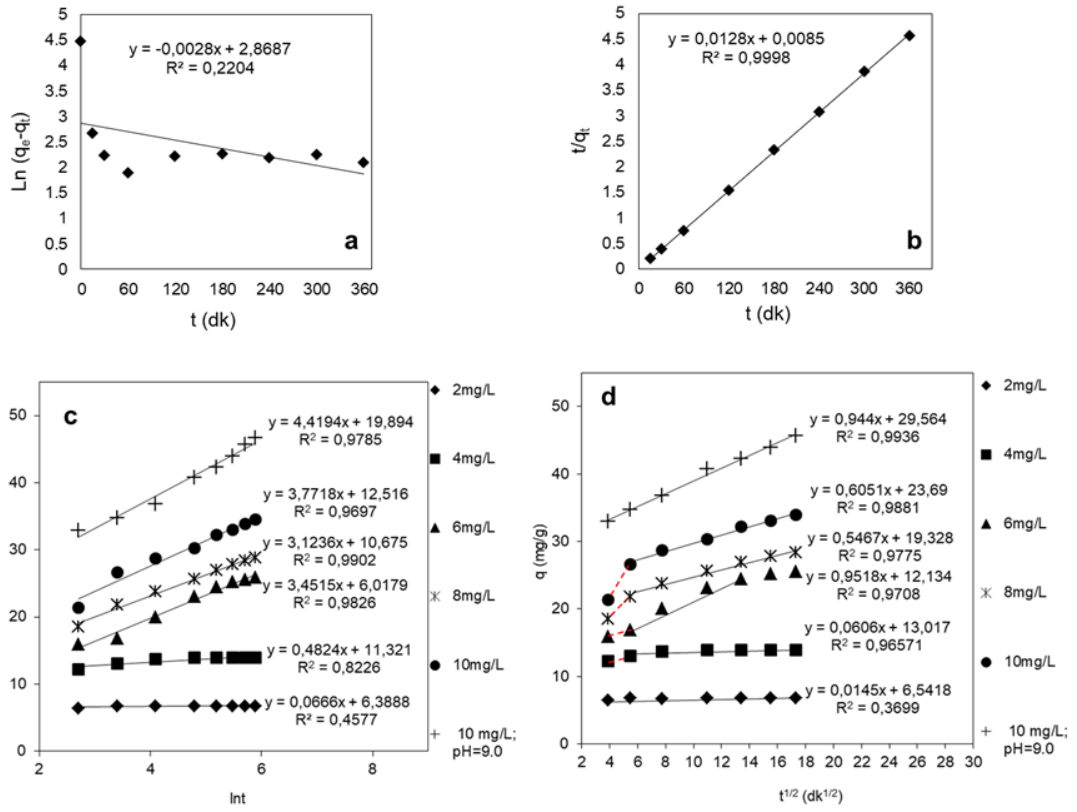 5
4.5
4
3.5
3
2.5
2
1.5
1
0.5
0
Ln (qe-qt)
y = -0,0028x + 2,8687
R² = 0,2204
a
0 60 120 180 240 300 360
t (dk)
5
4.5
4
3.5
3
2.5
2
1.5
1
0.5
0
t/qt
y = 0,0128x + 0,0085
R² = 0,9998
b
0 60 120 180 240 300 360
t (dk)
50
40
30
20
10
0
c
y = 4,4194x + 19,894
R² = 0,9785
y = 3,7718x + 12,516
R² = 0,9697
y = 3,1236x + 10,675
R² = 0,9902
y = 3,4515x + 6,0179
R² = 0,9826
y = 0,4824x + 11,321
R² = 0,8226
y = 0,0666x + 6,3888
R² = 0,4577
2 4 6 8
lnt
2mg/L
4mg/L
6mg/L
8mg/L
10mg/L
10 mg/L;
pH=9.0
50
40
30
20
10
0
q (mg/g)
d
y = 0,944x + 29,564
R² = 0,9936
y = 0,6051x + 23,69
R² = 0,9881
y = 0,5467x + 19,328
R² = 0,9775
y = 0,9518x + 12,134
R² = 0,9708
y = 0,0606x + 13,017
R² = 0,96571
y = 0,0145x + 6,5418
R² = 0,3699
2 4 6 8 10 12 14 16 18 20 22 24 26 28 30
t1/2 (dk1/2)
2mg/L
4mg/L
6mg/L
8mg/L
10mg/L
10 mg/L;
pH=9.0